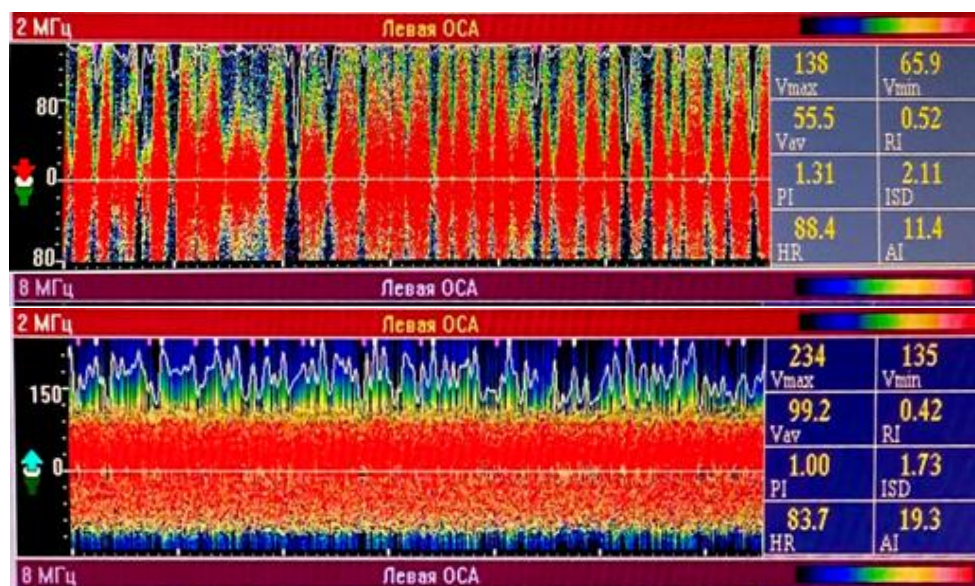 2 МГц Левая ОСА
80
0
80
138 65.9
Vmax Vmin
55.5 0.52
Vav RI
1.31 2.11
PI ISD
88.4 11.4
HR AI
8 МГц Левая ОСА
2 МГц Левая ОСА
150
0
234 135
Vmax Vmin
99.2 0.42
Vav RI
1.00 1.73
PI ISD
83.7 19.3
HR AI
8 МГц Левая ОСА